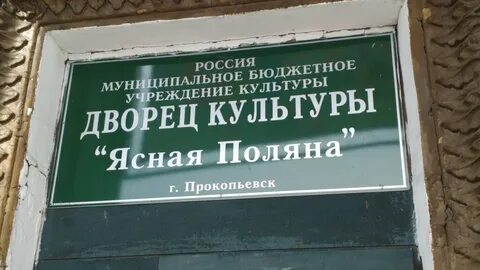 РОССИЯ
МУНИЦИПАЛЬНОЕ БЮДЖЕТНОЕ
УЧРЕЖДЕНИЕ КУЛЬТУРЫ
ДВОРЕЦ КУЛЬТУРЫ
“Ясная Поляна”
г. Прокопьевск